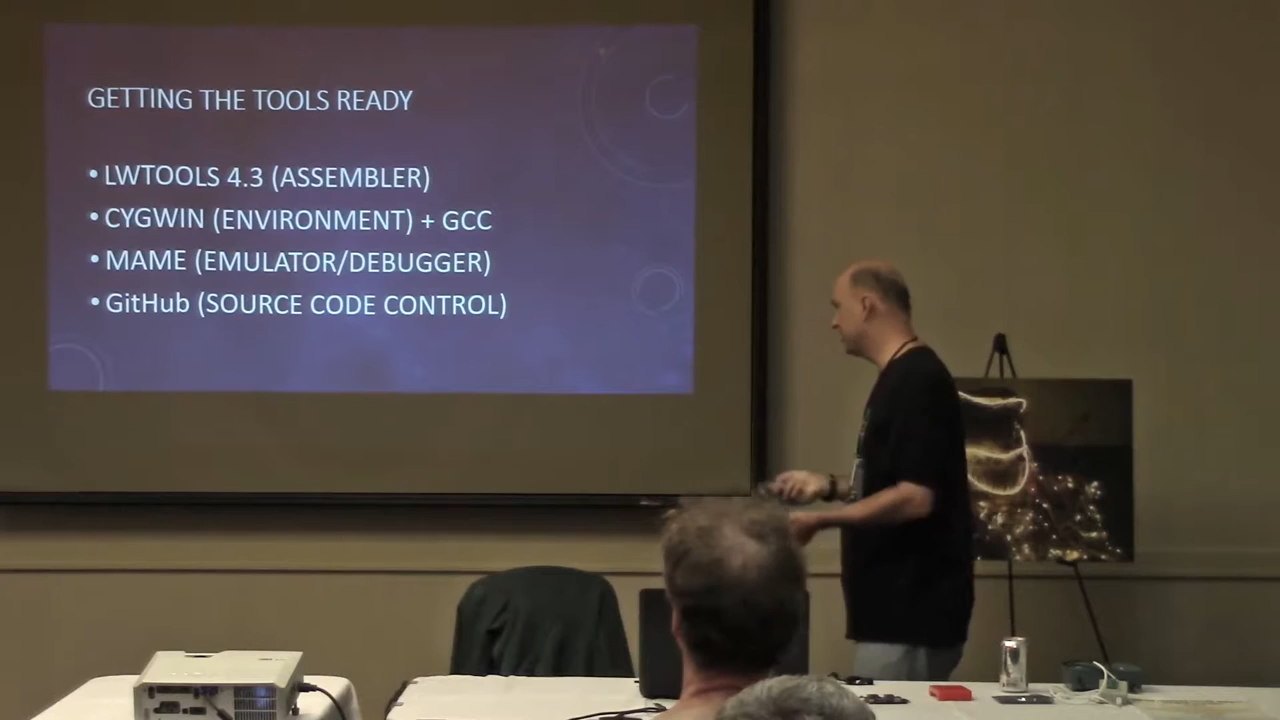 GETTING THE TOOLS READY
• LWTOOLS 4.3 (ASSEMBLER)
• CYGWIN (ENVIRONMENT) + GCC
• MAME (EMULATOR/DEBUGGER)
• GitHub (SOURCE CODE CONTROL)